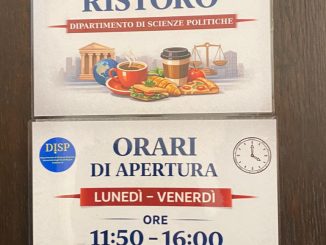 RISTORO
DIPARTIMENTO DI SCIENZE POLITICHE
DISP
ORARI
DI APERTURA
LUNEDÌ - VENERDÌ
ORE
11:50 - 16:00